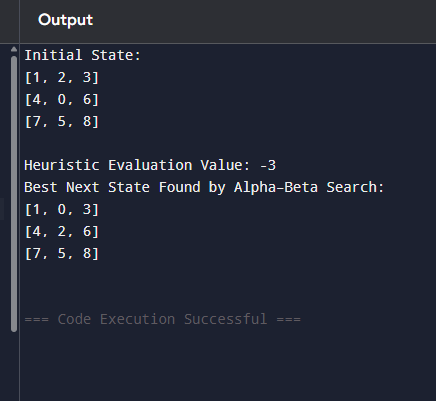 Output
Initial State:
[1, 2, 3]
[4, 0, 6]
[7, 5, 8]
Heuristic Evaluation Value: -3
Best Next State Found by Alpha-Beta Search:
[1, 0, 3]
[4, 2, 6]
[7, 5, 8]
=== Code Execution Successful ===